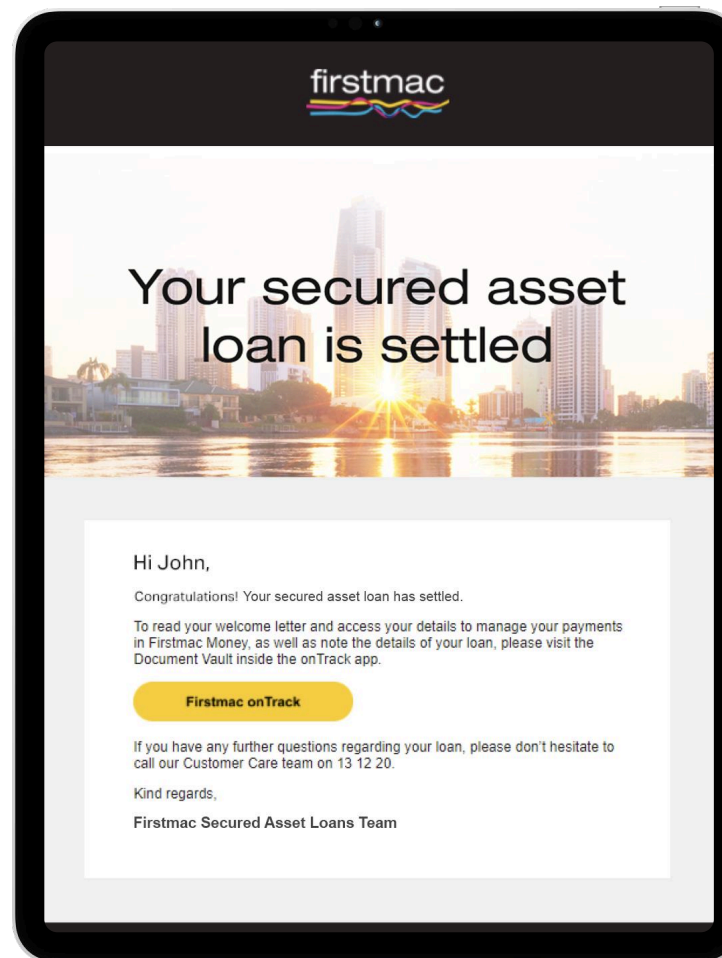 firstmac
Your secured asset
loan is settled
Hi John,
Congratulations! Your secured asset loan has settled.
To read your welcome letter and access your details to manage your payments
in Firstmac Money, as well as note the details of your loan, please visit the
Document Vault inside the onTrack app.
Firstmac onTrack
If you have any further questions regarding your loan, please don't hesitate to
call our Customer Care team on 13 12 20.
Kind regards,
Firstmac Secured Asset Loans Team